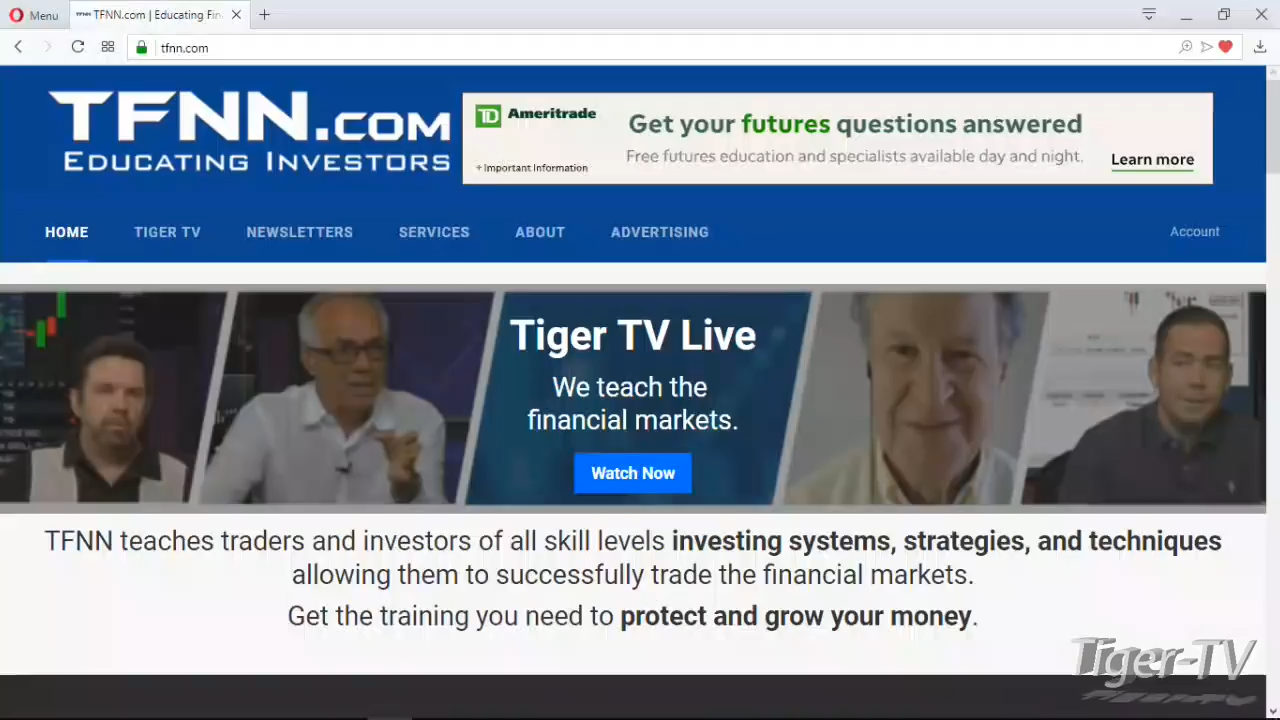 Menu
TFNN.com | Educating Fin
tfnn.com
TFNN.COM
EDUCATING INVESTORS
TD Ameritrade
Get your futures questions answered
Free futures education and specialists available day and night.
+ Important Information
Learn more
HOME
TIGER TV
NEWSLETTERS
SERVICES
ABOUT
ADVERTISING
Account
Tiger TV Live
We teach the
financial markets.
Watch Now
TFNN teaches traders and investors of all skill levels investing systems, strategies, and techniques
allowing them to successfully trade the financial markets.
Get the training you need to protect and grow your money.
Tiger-TV